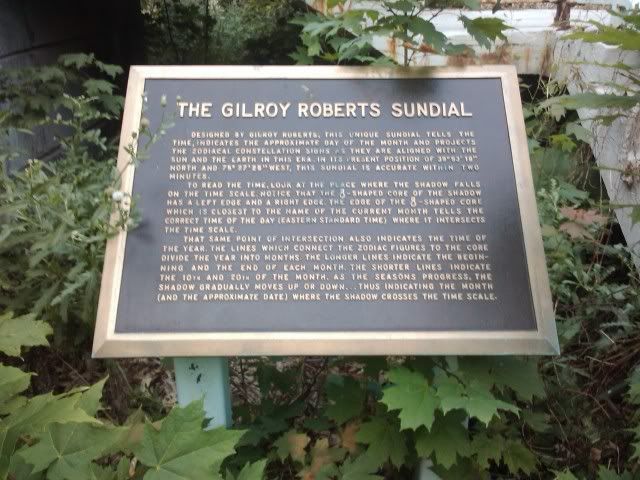 THE GILROY ROBERTS SUNDIAL
DESIGNED BY GILROY ROBERTS, THIS UNIQUE SUNDIAL TELLS THE
TIME, INDICATES THE APPROXIMATE DAY OF THE MONTH AND PROJECTS
THE ZODIACAL CONSTELLATION SIGNS AS THEY ARE ALIGNED WITH THE
SUN AND THE EARTH IN THIS ERA. IN ITS PRESENT POSITION OF 39°53'
NORTH AND 75° WEST, THIS SUNDIAL IS ACCURATE WITHIN TWO
MINUTES.
TO READ THE TIME, LOOK AT THE PLACE WHERE THE SHADOW FALLS
ON THE TIME SCALE. NOTICE THAT THE 8-SHAPED CORE OF THE SHADOW
HAS A LEFT EDGE AND A RIGHT EDGE. THE EDGE OF THE 8-SHAPED CORE
WHICH IS CLOSEST TO THE NAME OF THE CURRENT MONTH TELLS THE
CORRECT TIME OF THE DAY (EASTERN STANDARD TIME) WHERE IT INTERSECTS
THE TIME SCALE.
THAT SAME POINT OF INTERSECTION ALSO INDICATES THE TIME OF
THE YEAR. THE LINES WHICH CONNECT THE ZODIAC FIGURES TO THE CORE
DIVIDE THE YEAR INTO MONTHS. THE LONGER LINES INDICATE THE BEGIN-
NING AND THE END OF EACH MONTH. THE SHORTER LINES INDICATE
THE 10TH AND 20TH OF THE MONTH. AS THE SEASONS PROGRESS, THE
SHADOW GRADUALLY MOVES UP OR DOWN...THUS INDICATING THE MONTH
(AND THE APPROXIMATE DATE) WHERE THE SHADOW CROSSES THE TIME SCALE.